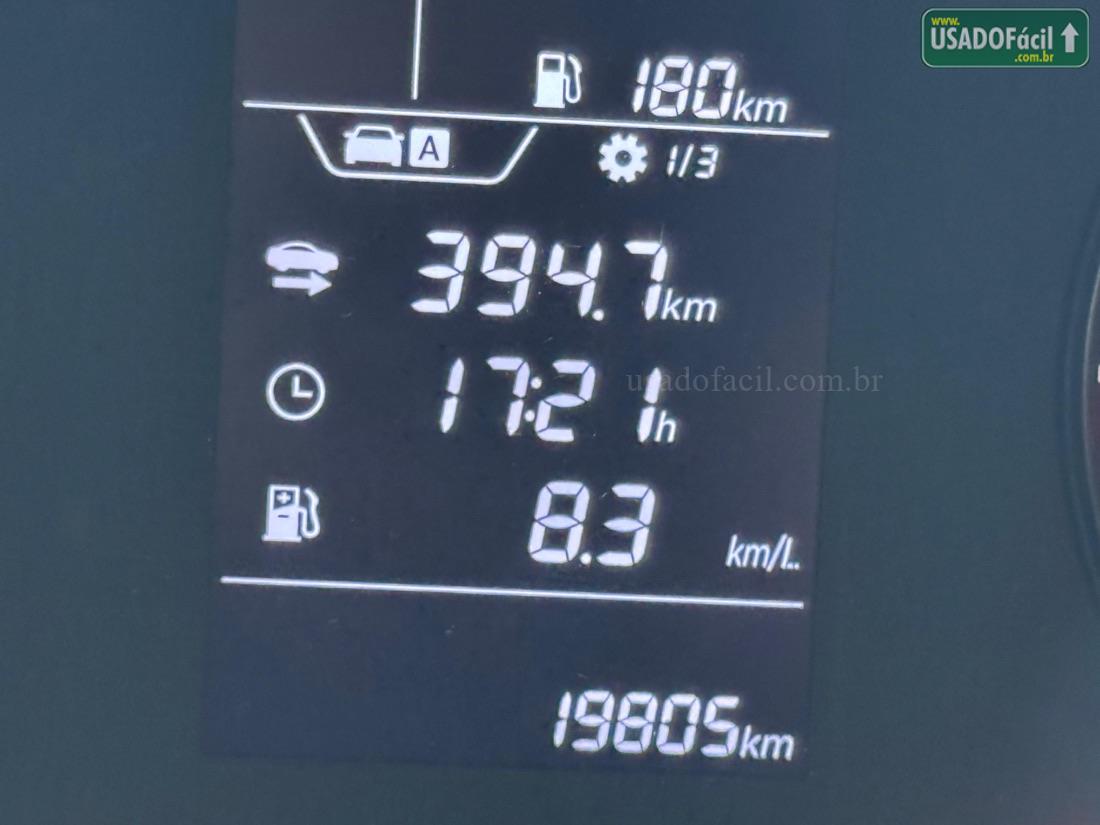 www.
USADOFácil
.com.br
180km
A
1/3
394.7km
17:21h
usadofacil.com.br
8.3 km/l..
19805km